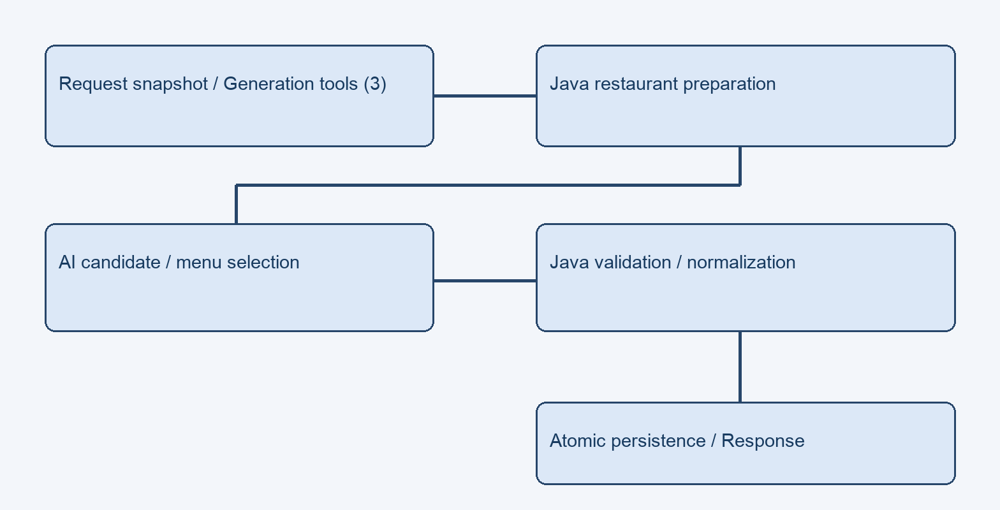 Request snapshot / Generation tools (3)
Java restaurant preparation
AI candidate / menu selection
Java validation / normalization
Atomic persistence / Response